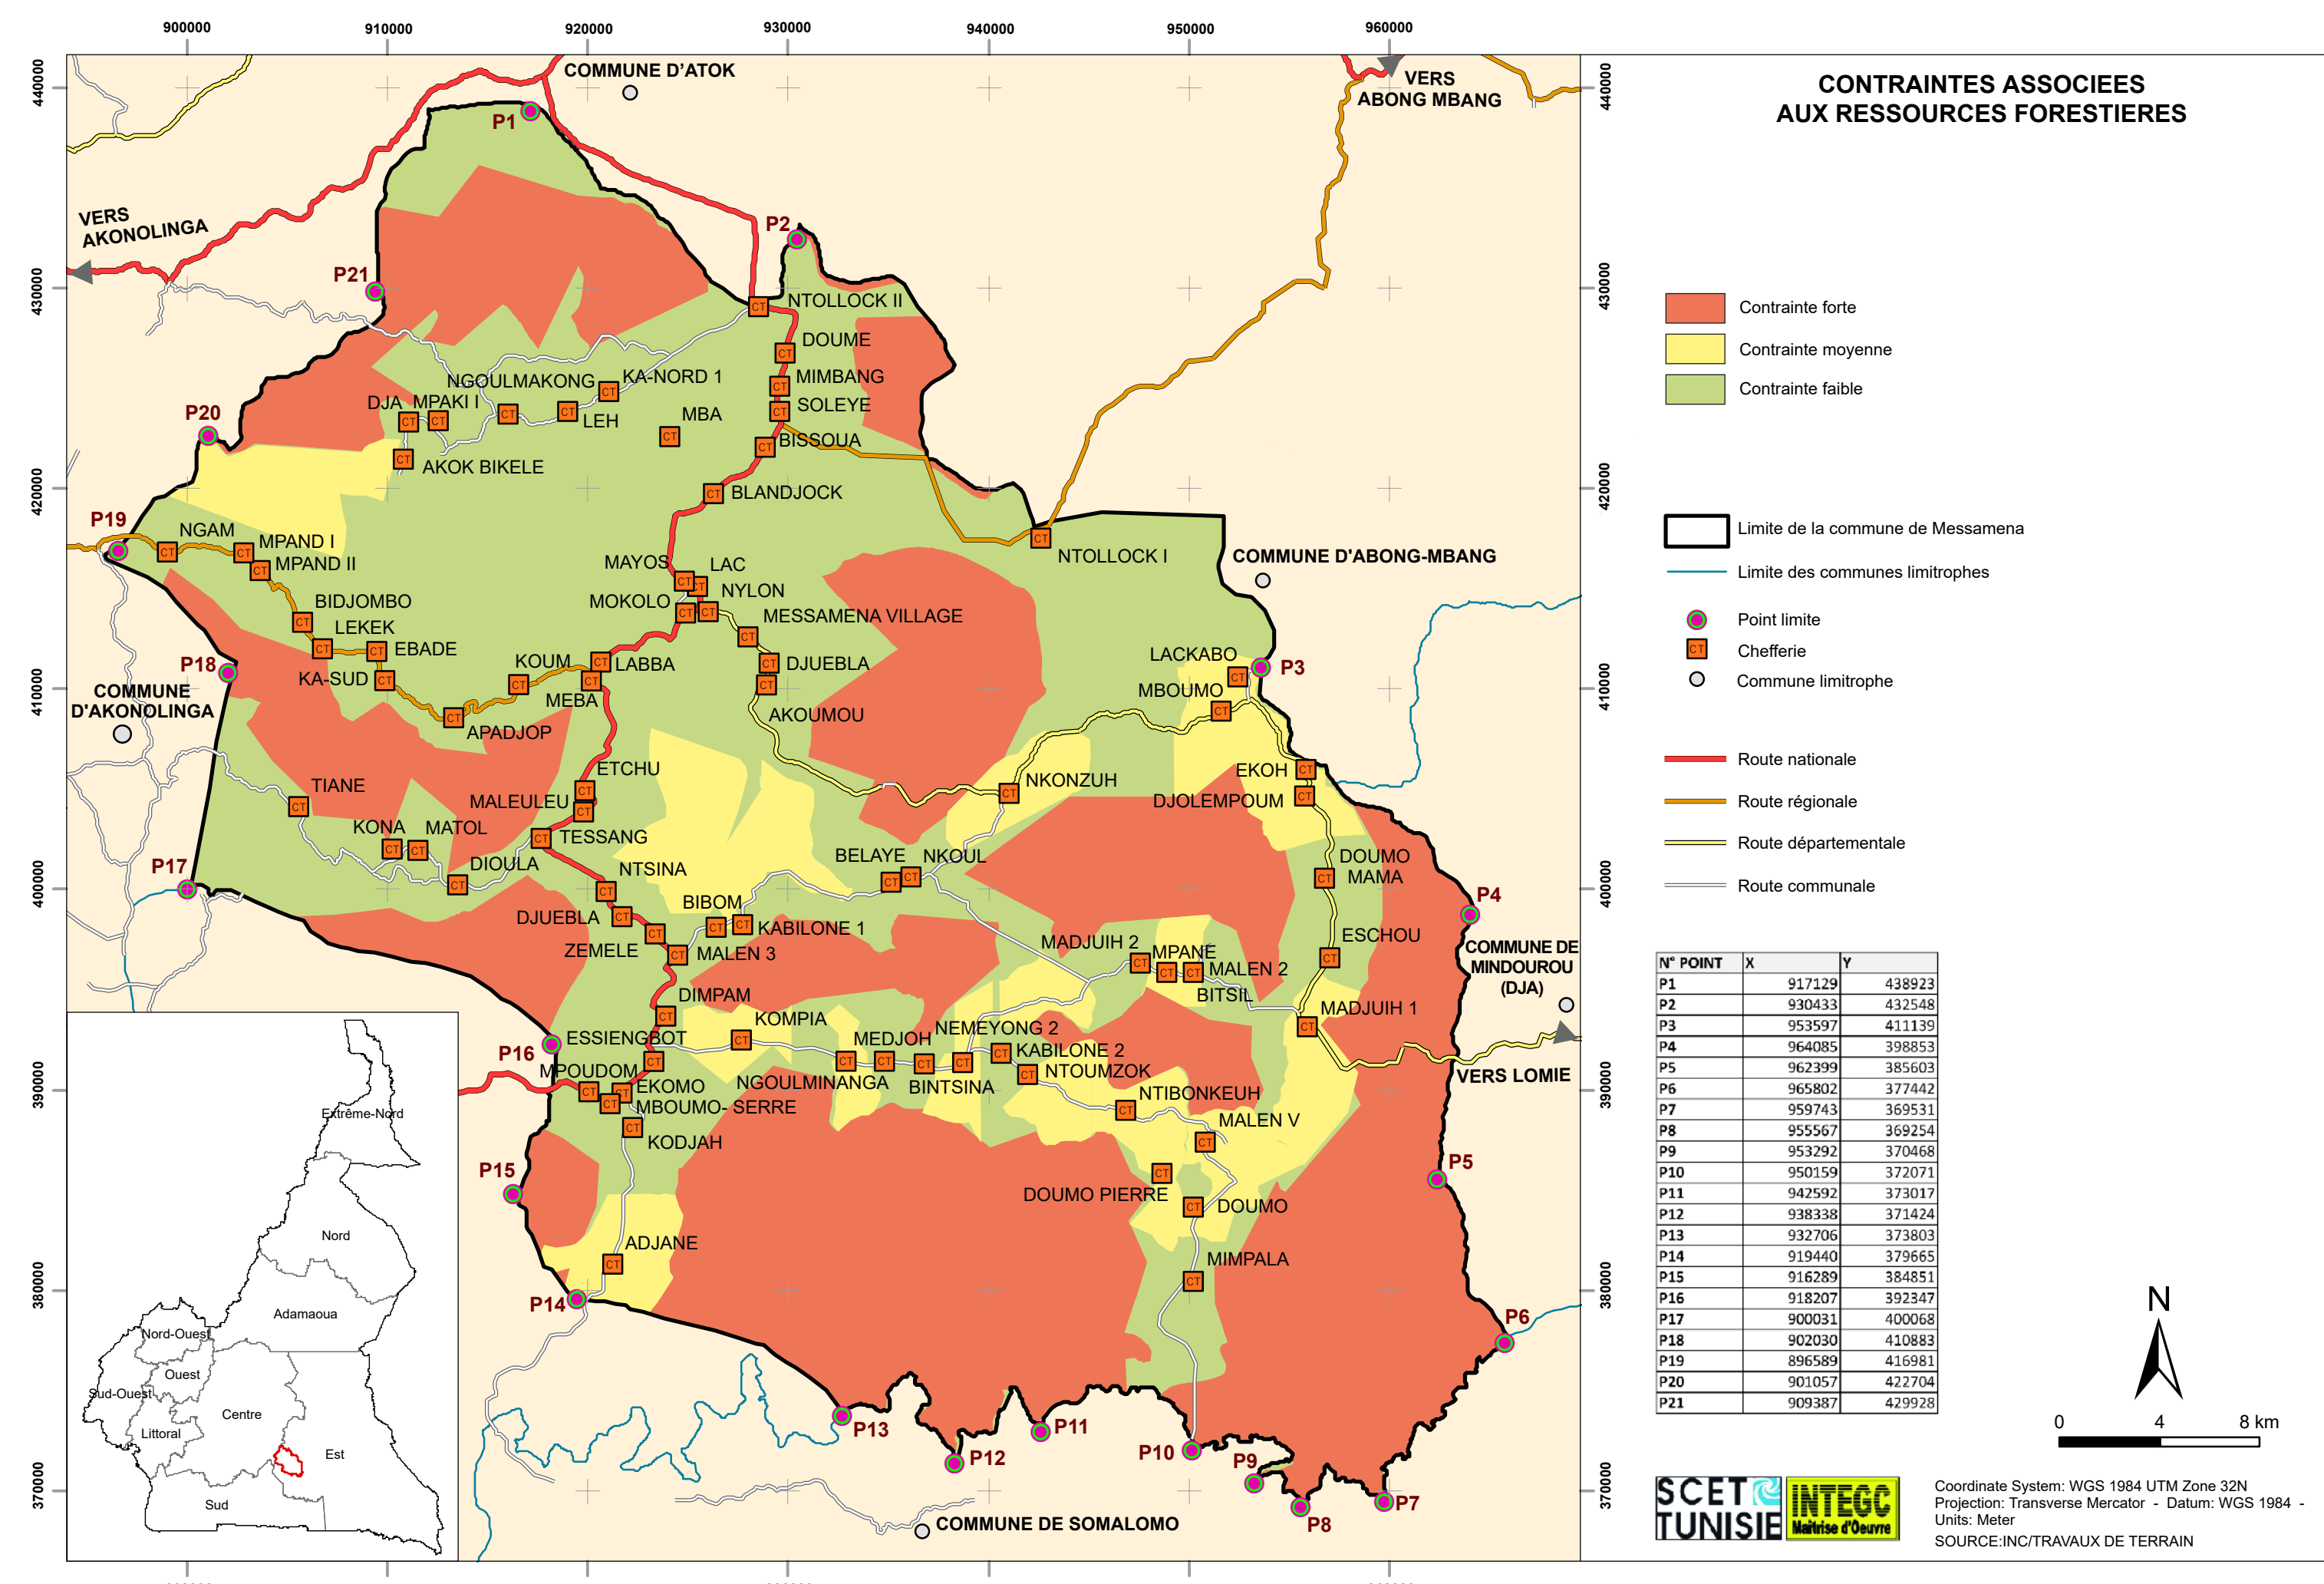 900000 910000 920000 930000 940000 950000 960000
CONTRAINTES ASSOCIEES
AUX RESSOURCES FORESTIERES
440000
430000
420000
410000
400000
390000
380000
370000
440000
430000
420000
410000
400000
390000
380000
370000
COMMUNE D'ATOK
VERS
ABONG MBANG
P1
VERS
AKONOLINGA
P2
P21
NTOLLOCK II
DOUME
KA-NORD 1
MIMBANG
NGOULMAKONG
DJA
MPAKI I
LEH
MBA
SOLEYE
P20
BISSOUA
AKOK BIKELE
BLANDJOCK
P19
NGAM
MPAND I
MPAND II
NTOLLOCK I
COMMUNE D'ABONG-MBANG
MAYOS
LAC
NYLON
MOKOLO
MESSAMENA VILLAGE
BIDJOMBO
LEKEK
EBADE
KA-SUD
P18
KOUM
LABBA
DJUEBLA
LACKABO
P3
COMMUNE
D'AKONOLINGA
MEBA
MBOUMO
AKOUMOU
APADJOP
ETCHU
NKONZUH
EKOH
TIANE
MALEULEU
DJOLEMPOUM
KONA
MATOL
TESSANG
DIOULA
P17
BELAYE
NKOUL
DOUMO
MAMA
NTSINA
P4
DJUEBLA
BIBOM
KABILONE 1
ZEMELE
MALEN 3
MADJUIH 2
MPANE
ESCHOU
MALEN 2
BITSIL
COMMUNE DE
MINDOUROU
(DJA)
DIMPAM
KOMPIA
MADJUIH 1
ESSIENGBOT
MEDJOH
NEMEYONG 2
P16
KABILONE 2
MPOUDOM
NTOUMZOK
EKOMO
NGOULMINANGA
BINTSINA
VERS LOMIE
MBOUMO- SERRE
NTIBONKEUH
KODJAH
MALEN V
P15
P5
DOUMO PIERRE
DOUMO
ADJANE
MIMPALA
P14
P6
P13
P12
P11
P10
P9
P8
P7
COMMUNE DE SOMALOMO
CT
Extrême-Nord
Nord
Adamaoua
Nord-Ouest
Ouest
Sud-Ouest
Centre
Littoral
Est
Sud
Contrainte forte
Contrainte moyenne
Contrainte faible
Limite de la commune de Messamena
Limite des communes limitrophes
Point limite
CT Chefferie
Commune limitrophe
Route nationale
Route régionale
Route départementale
Route communale
N° POINT X Y
P1 917129 438923
P2 930433 432548
P3 953597 411139
P4 964085 398853
P5 962399 385603
P6 965802 377442
P7 959743 369531
P8 955567 369254
P9 953292 370468
P10 950159 372071
P11 942592 373017
P12 938338 371424
P13 932706 373803
P14 919440 379665
P15 916289 384851
P16 918207 392347
P17 900031 400068
P18 902030 410883
P19 896589 416981
P20 901057 422704
P21 909387 429928
N
0 4 8 km
SCET
TUNISIE
INTEGC
Maîtrise d'Oeuvre
Coordinate System: WGS 1984 UTM Zone 32N
Projection: Transverse Mercator - Datum: WGS 1984 -
Units: Meter
SOURCE:INC/TRAVAUX DE TERRAIN